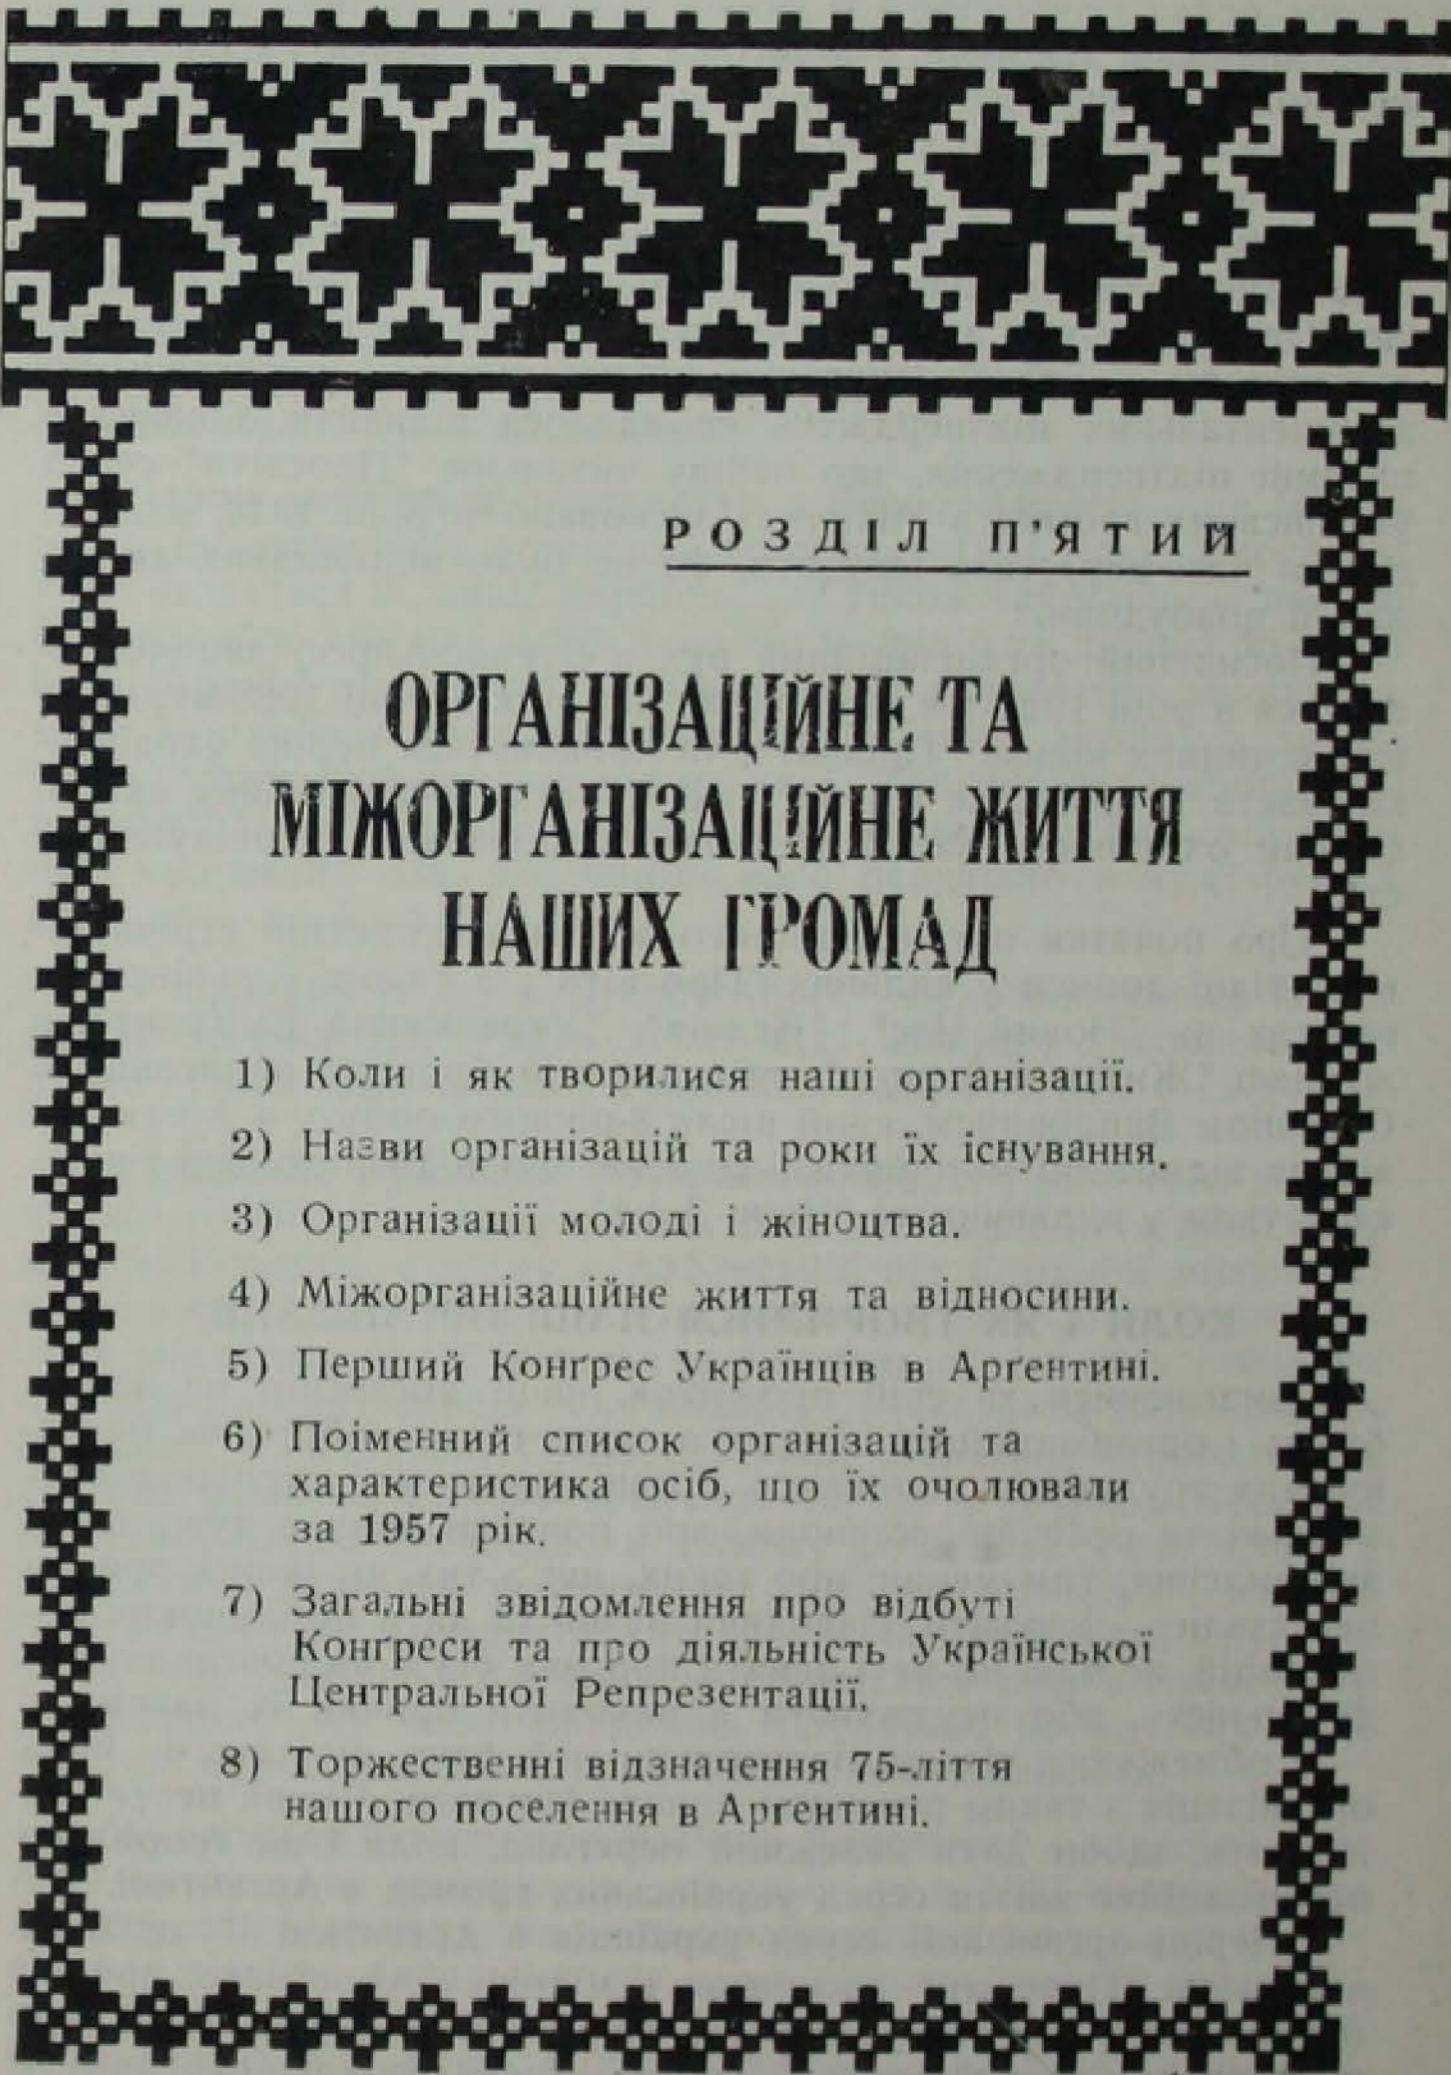 РОЗДІЛ П'ЯТИЙ
ОРГАНІЗАЦІЙНЕ ТА
МІЖОРГАНІЗАЦІЙНЕ ЖИТТЯ
НАШИХ ГРОМАД
1) Коли і як творилися наші організації.
2) Назви організацій та роки їх існування.
3) Організації молоді і жіноцтва.
4) Міжорганізаційне життя та відносини.
5) Перший Конґрес Українців в Арґентині.
6) Поіменний список організацій та
характеристика осіб, що їх очолювали
за 1957 рік.
7) Загальні звідомлення про відбуті
Конґреси та про діяльність Української
Центральної Репрезентації.
8) Торжественні відзначення 75-ліття
нашого поселення в Арґентині.